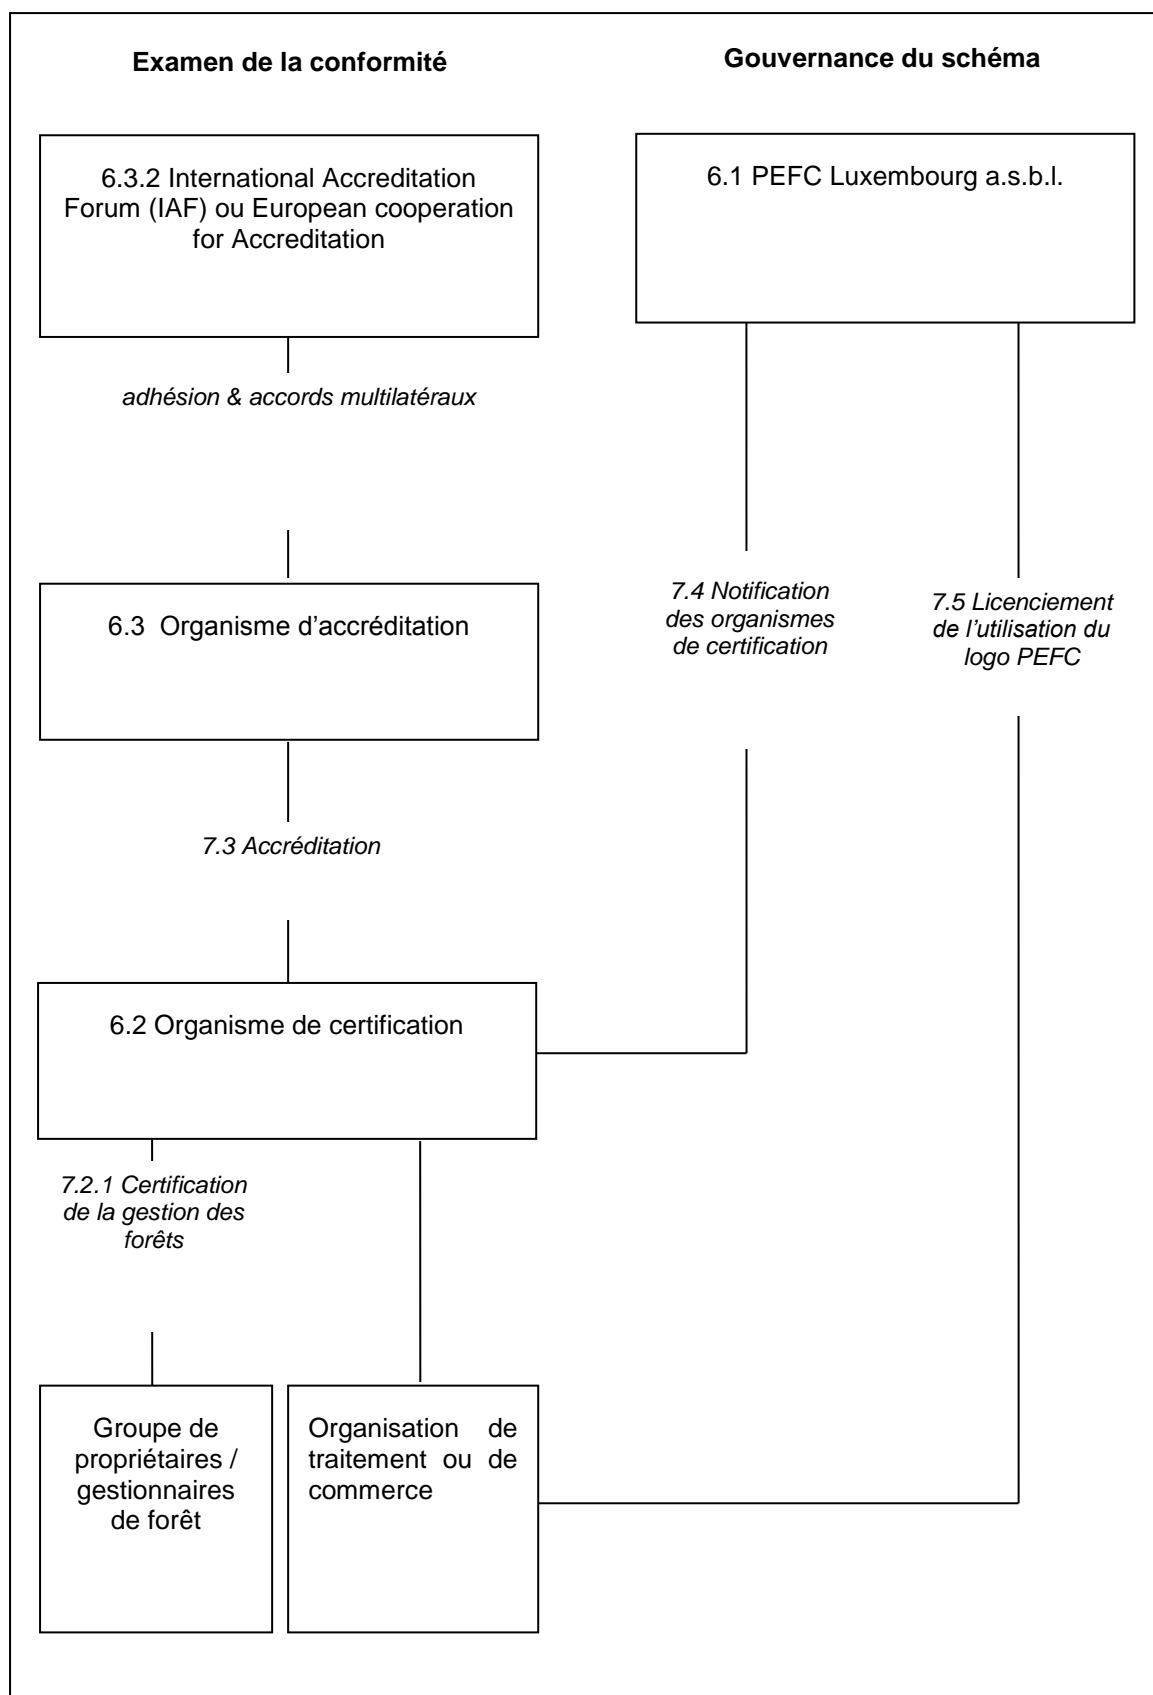 Examen de la conformité
Gouvernance du schéma
6.3.2 International Accreditation
Forum (IAF) ou European cooperation
for Accreditation
6.1 PEFC Luxembourg a.s.b.l.
adhésion & accords multilatéraux
6.3 Organisme d’accréditation
7.4 Notification
des organismes
de certification
7.5 Licenciement
de l’utilisation du
logo PEFC
7.3 Accréditation
6.2 Organisme de certification
7.2.1 Certification
de la gestion des
forêts
Groupe de
propriétaires /
gestionnaires
de forêt
Organisation de
traitement ou de
commerce